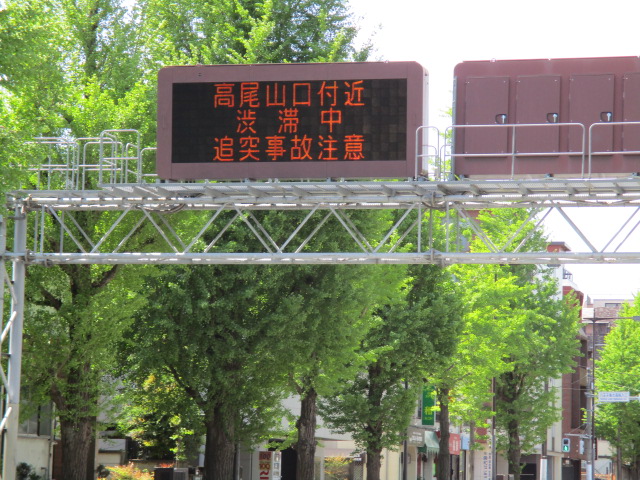 高尾山口付近
渋滞中
追突事故注意